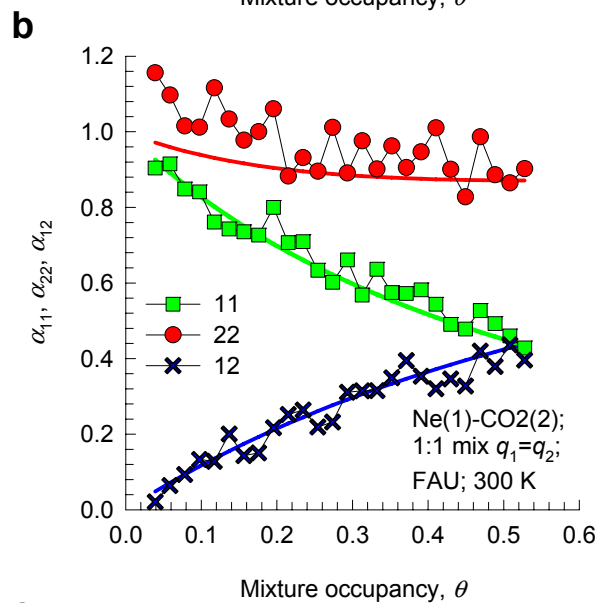 Mixture occupancy, θ
b
1.2
1.0
0.8
0.6
0.4
0.2
0.0
α11, α22, α12
11
22
12
Ne(1)-CO2(2);
1:1 mix q1=q2;
FAU; 300 K
0.0 0.1 0.2 0.3 0.4 0.5 0.6
Mixture occupancy, θ